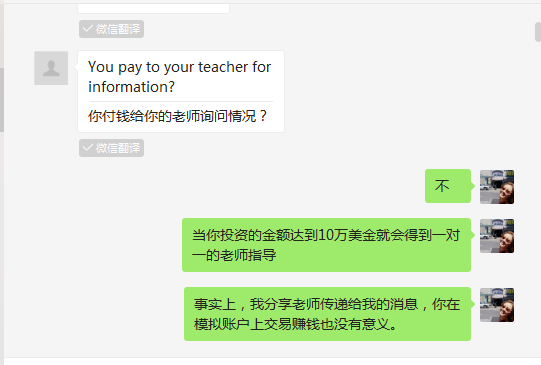 微信翻译
You pay to your teacher for
information?
你付钱给你的老师询问情况？
微信翻译
不
当你投资的金额达到10万美金就会得到一对
一的老师指导
事实上，我分享老师传递给我的消息，你在
模拟账户上交易赚钱也没有意义。